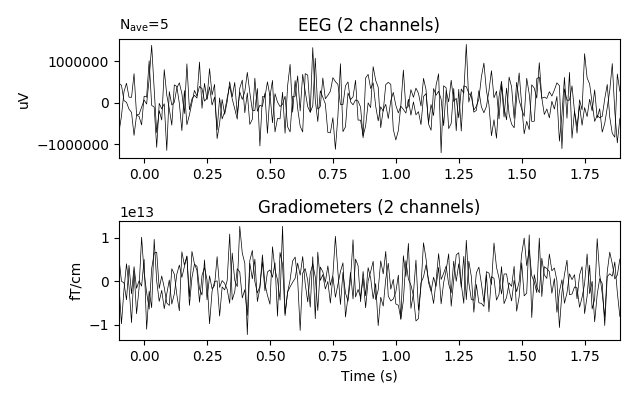 N_ave=5
EEG (2 channels)
1000000
0
−1000000
uV
0.00 0.25 0.50 0.75 1.00 1.25 1.50 1.75
1e13
Gradiometers (2 channels)
1
0
−1
fT/cm
0.00 0.25 0.50 0.75 1.00 1.25 1.50 1.75
Time (s)